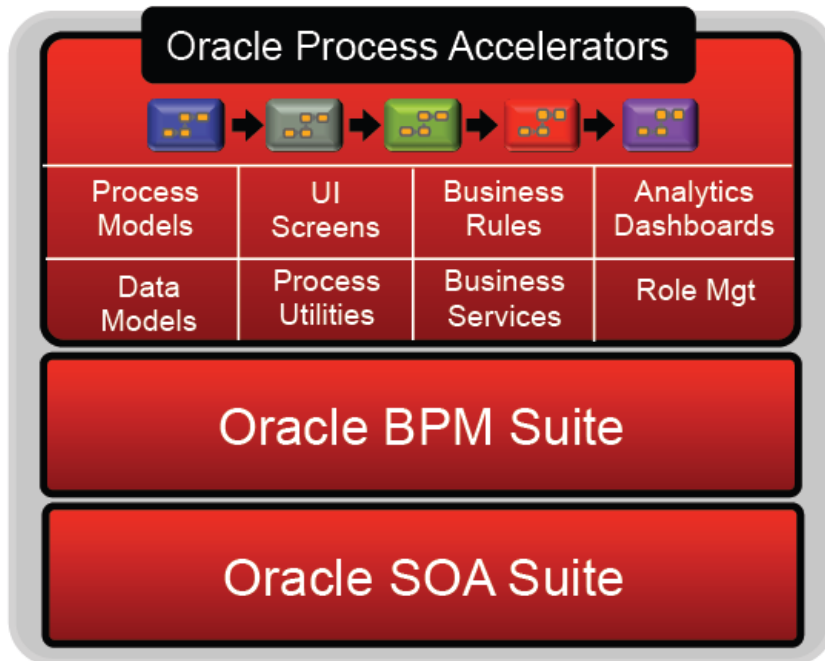 Oracle Process Accelerators
Process Models
UI Screens
Business Rules
Analytics Dashboards
Data Models
Process Utilities
Business Services
Role Mgt
Oracle BPM Suite
Oracle SOA Suite